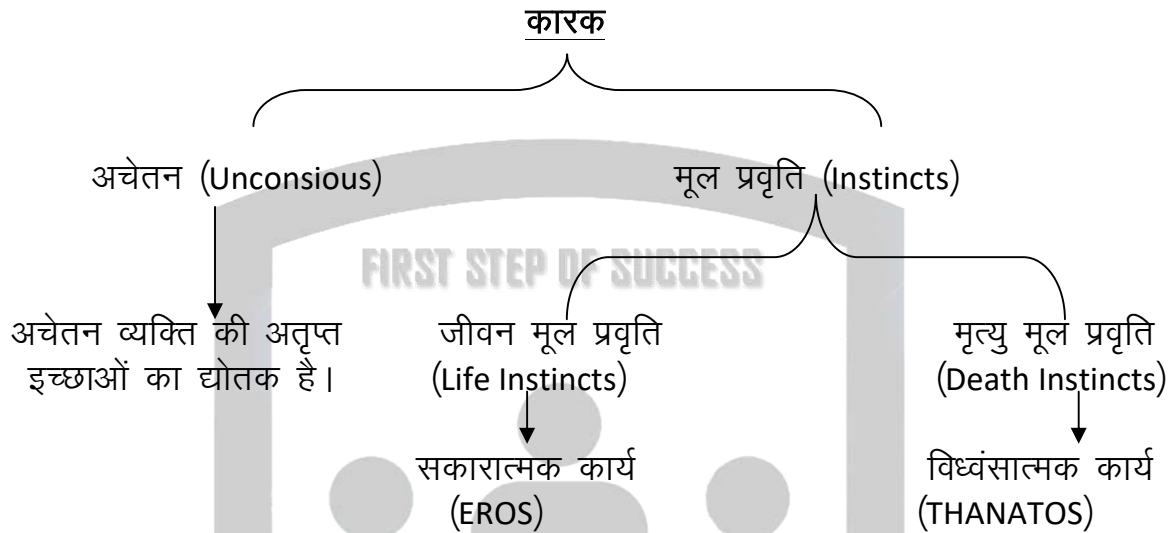 कारक
अचेतन (Unconsious)
मूल प्रवृति (Instincts)
FIRST STEP OF SUCCESS
अचेतन व्यक्ति की अतृप्त
इच्छाओं का द्योतक है।
जीवन मूल प्रवृति
(Life Instincts)
मृत्यु मूल प्रवृति
(Death Instincts)
सकारात्मक कार्य
(EROS)
विध्वंसात्मक कार्य
(THANATOS)